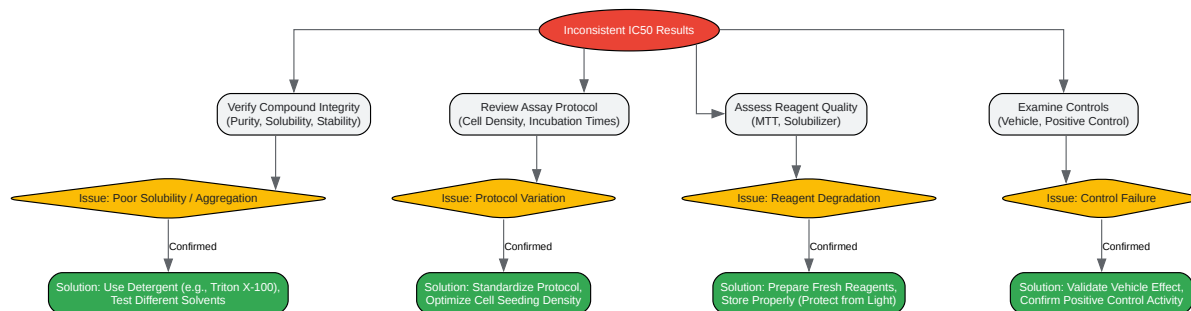 Inconsistent IC50 Results
Verify Compound Integrity
(Purity, Solubility, Stability)
Review Assay Protocol
(Cell Density, Incubation Times)
Assess Reagent Quality
(MTT, Solubilizer)
Examine Controls
(Vehicle, Positive Control)
Issue: Poor Solubility / Aggregation
Issue: Protocol Variation
Issue: Reagent Degradation
Issue: Control Failure
Confirmed
Confirmed
Confirmed
Confirmed
Solution: Use Detergent (e.g., Triton X-100),
Test Different Solvents
Solution: Standardize Protocol,
Optimize Cell Seeding Density
Solution: Prepare Fresh Reagents,
Store Properly (Protect from Light)
Solution: Validate Vehicle Effect,
Confirm Positive Control Activity